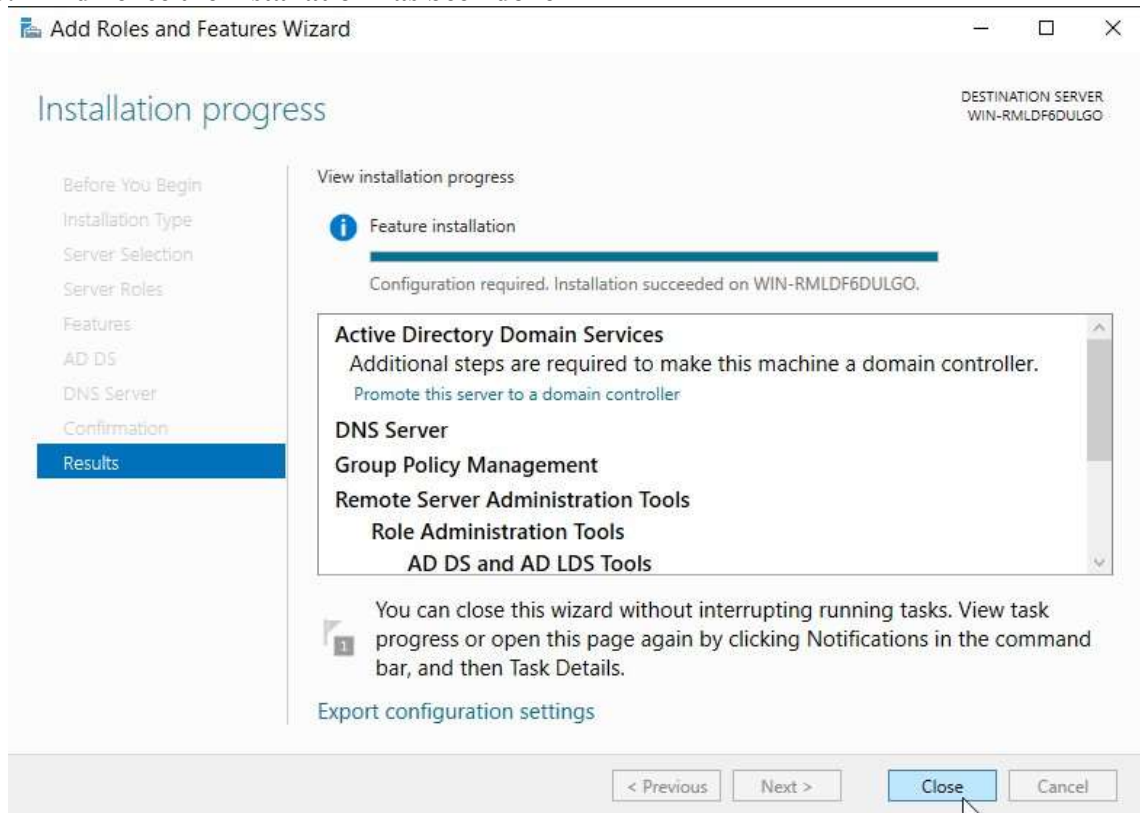 Add Roles and Features Wizard
Installation progress
DESTINATION SERVER
WIN-RMLDF6DULGO
Before You Begin
Installation Type
Server Selection
Server Roles
Features
AD DS
DNS Server
Confirmation
Results
View installation progress
Feature installation
Configuration required. Installation succeeded on WIN-RMLDF6DULGO.
Active Directory Domain Services
Additional steps are required to make this machine a domain controller.
Promote this server to a domain controller
DNS Server
Group Policy Management
Remote Server Administration Tools
Role Administration Tools
AD DS and AD LDS Tools
1
You can close this wizard without interrupting running tasks. View task
progress or open this page again by clicking Notifications in the command
bar, and then Task Details.
Export configuration settings
< Previous
Next >
Close
Cancel